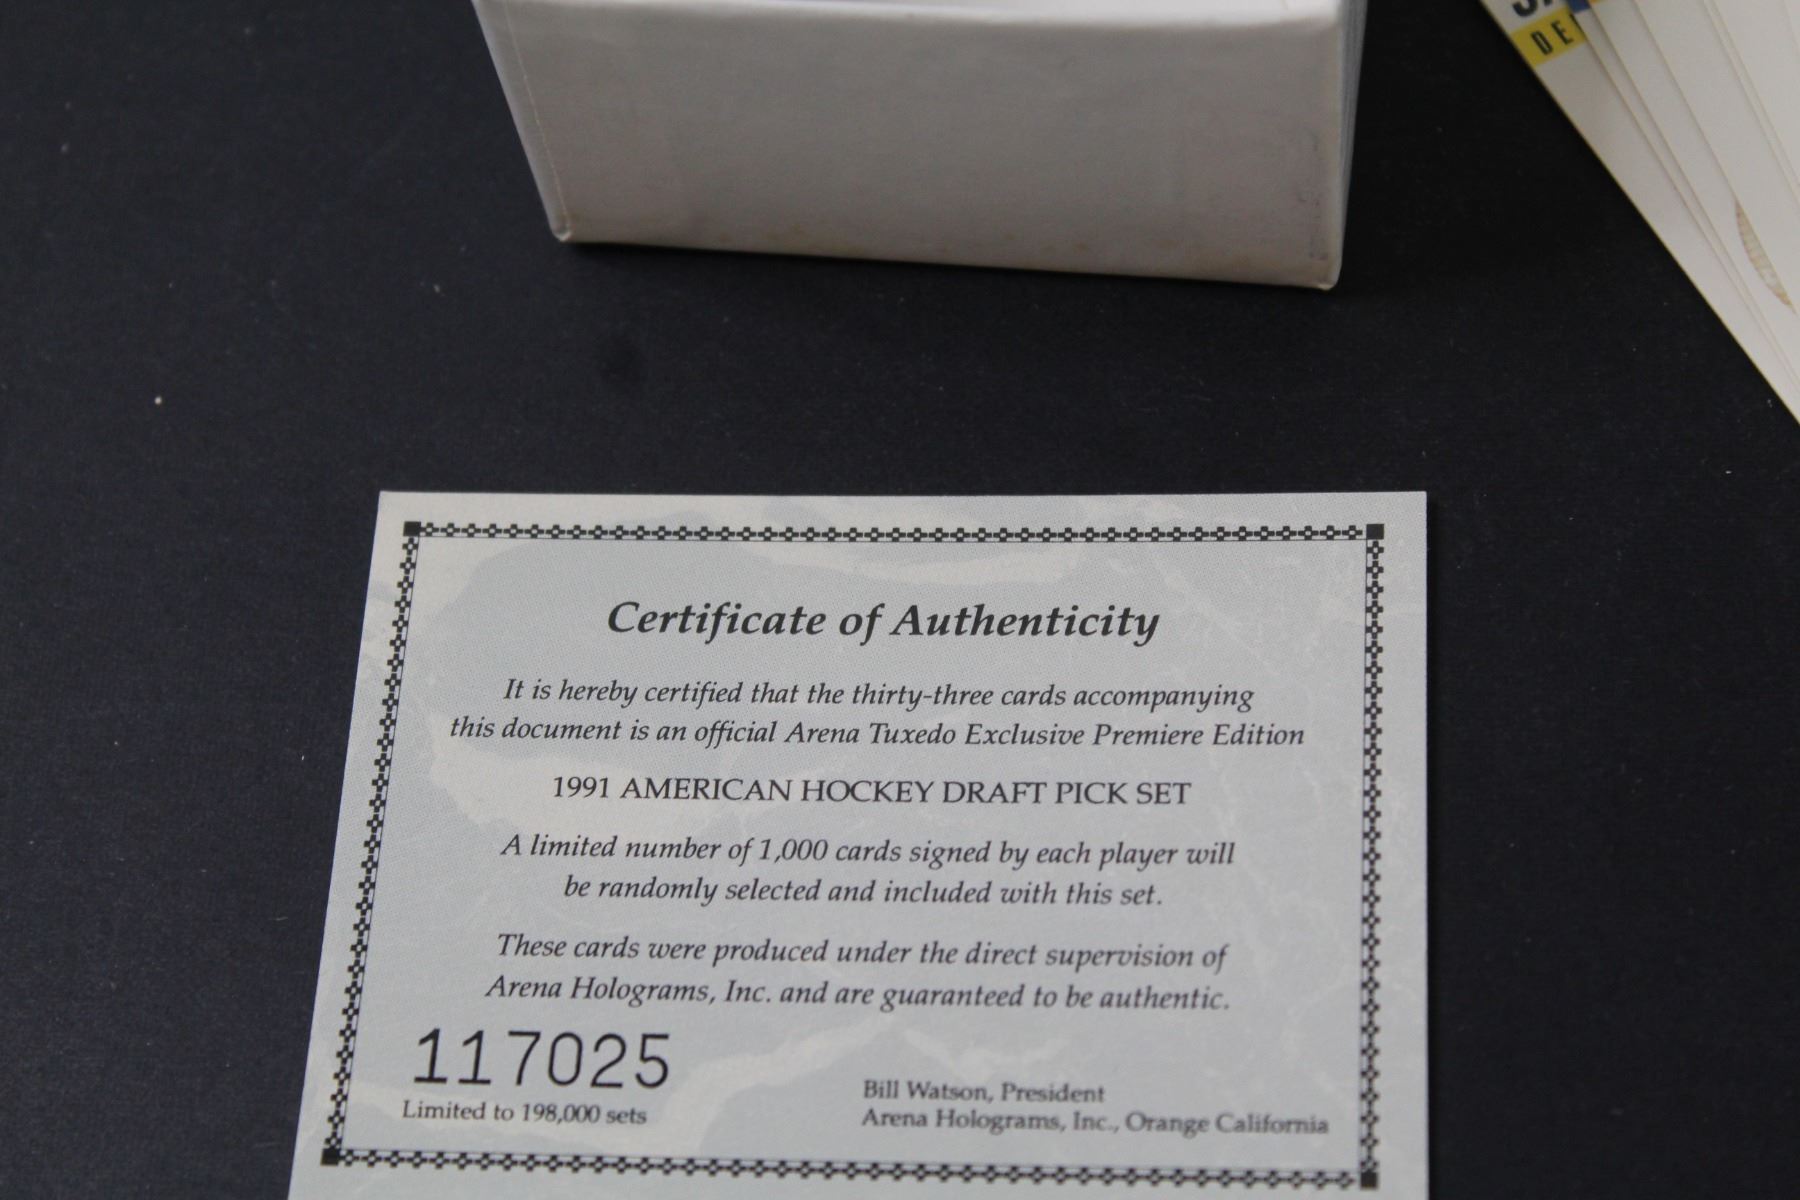 DE
Certificate of Authenticity
It is hereby certified that the thirty-three cards accompanying
this document is an official Arena Tuxedo Exclusive Premiere Edition
1991 AMERICAN HOCKEY DRAFT PICK SET
A limited number of 1,000 cards signed by each player will
be randomly selected and included with this set.
These cards were produced under the direct supervision of
Arena Holograms, Inc. and are guaranteed to be authentic.
117025
Limited to 198,000 sets
Bill Watson, President
Arena Holograms, Inc., Orange California